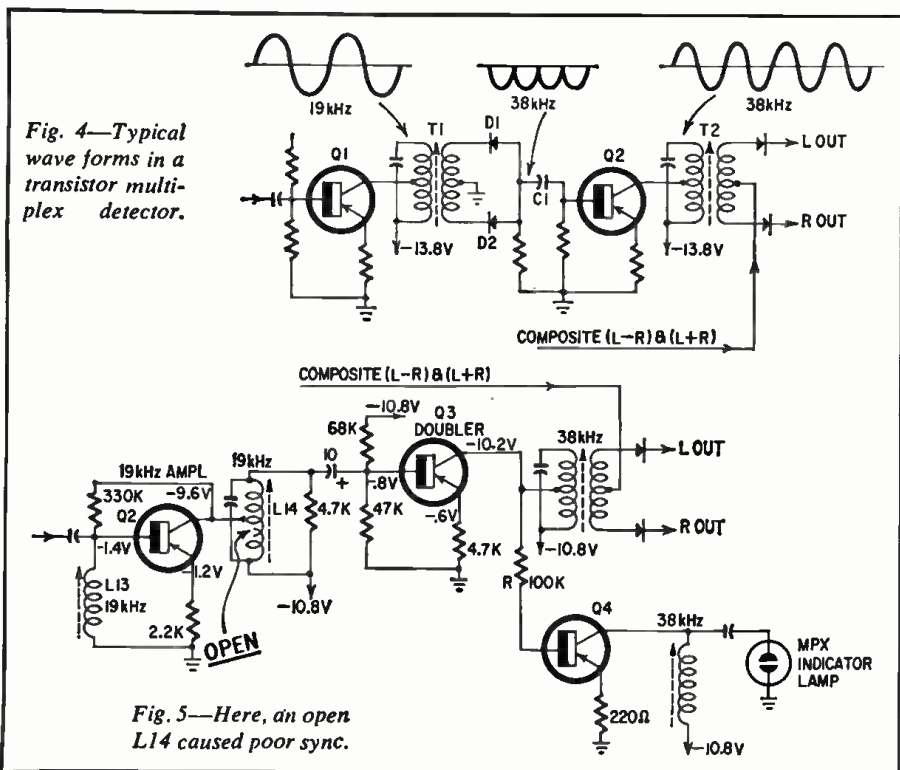 Fig. 4—Typical
wave forms in a
transistor multi-
plex detector.
19kHz
38kHz
38kHz
Q1
T1
D1
D2
C1
Q2
T2
L OUT
R OUT
-13.8V
-13.8V
COMPOSITE (L-R) & (L+R)
COMPOSITE (L-R) & (L+R)
19kHz AMPL
330K
-9.6V
Q2
-1.4V
-1.2V
L13
19kHz
2.2K
OPEN
19kHz
L14
4.7K
-10.8V
10
+
68K
-10.8V
47K
-.8V
Q3
DOUBLER
-10.2V
-.6V
4.7K
38kHz
L OUT
R OUT
-10.8V
R
100K
Q4
220Ω
38kHz
-10.8V
MPX
INDICATOR
LAMP
Fig. 5—Here, an open
L14 caused poor sync.